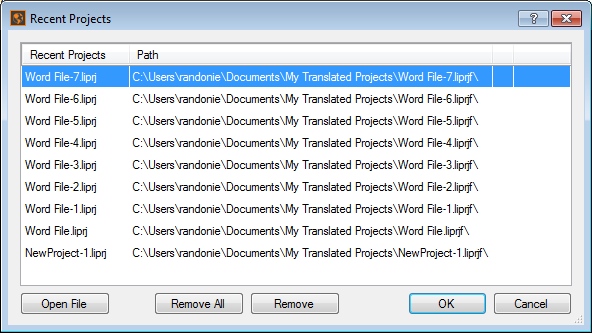 Recent Projects
Recent Projects Path
Word File-7.liprj C:\Users\randonie\Documents\My Translated Projects\Word File-7.liprjf\
Word File-6.liprj C:\Users\randonie\Documents\My Translated Projects\Word File-6.liprjf\
Word File-5.liprj C:\Users\randonie\Documents\My Translated Projects\Word File-5.liprjf\
Word File-4.liprj C:\Users\randonie\Documents\My Translated Projects\Word File-4.liprjf\
Word File-3.liprj C:\Users\randonie\Documents\My Translated Projects\Word File-3.liprjf\
Word File-2.liprj C:\Users\randonie\Documents\My Translated Projects\Word File-2.liprjf\
Word File-1.liprj C:\Users\randonie\Documents\My Translated Projects\Word File-1.liprjf\
Word File.liprj C:\Users\randonie\Documents\My Translated Projects\Word File.liprjf\
NewProject-1.liprj C:\Users\randonie\Documents\My Translated Projects\NewProject-1.liprjf\
Open File Remove All Remove OK Cancel